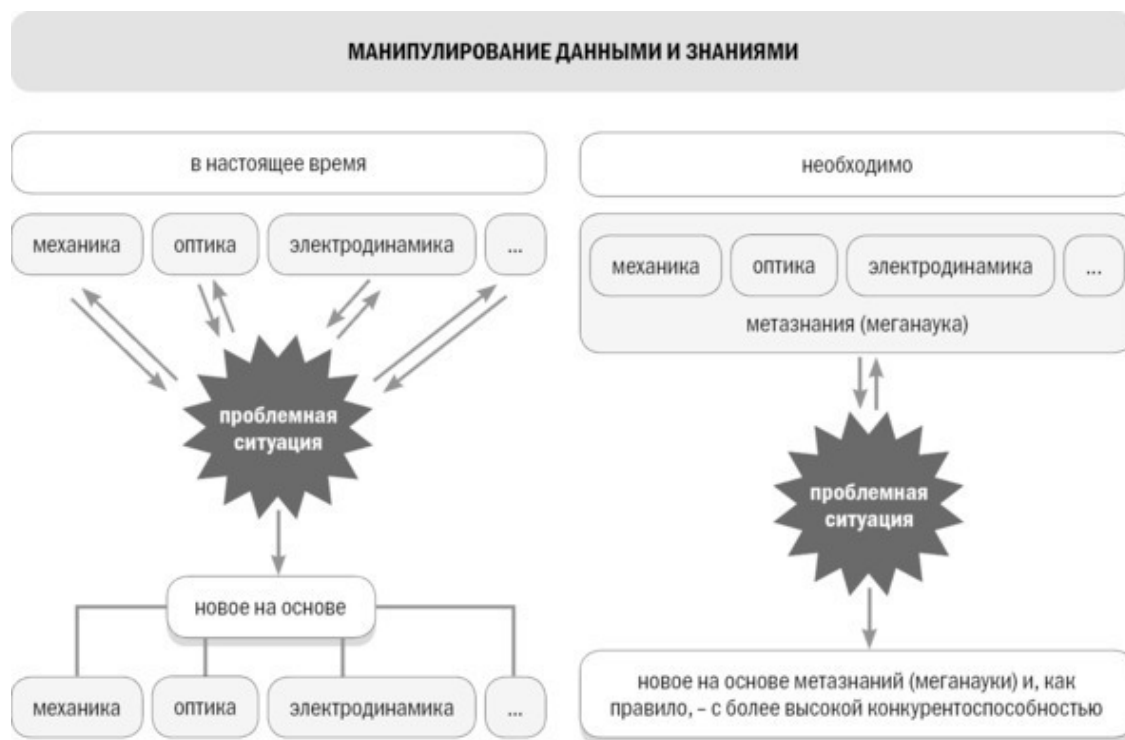 МАНИПУЛИРОВАНИЕ ДАННЫМИ И ЗНАНИЯМИ
в настоящее время
механика
оптика
электродинамика
...
проблемная
ситуация
новое на основе
механика
оптика
электродинамика
...
необходимо
механика
оптика
электродинамика
...
метазнания (меганаука)
проблемная
ситуация
новое на основе метазнаний (меганауки) и, как
правило, – с более высокой конкурентоспособностью